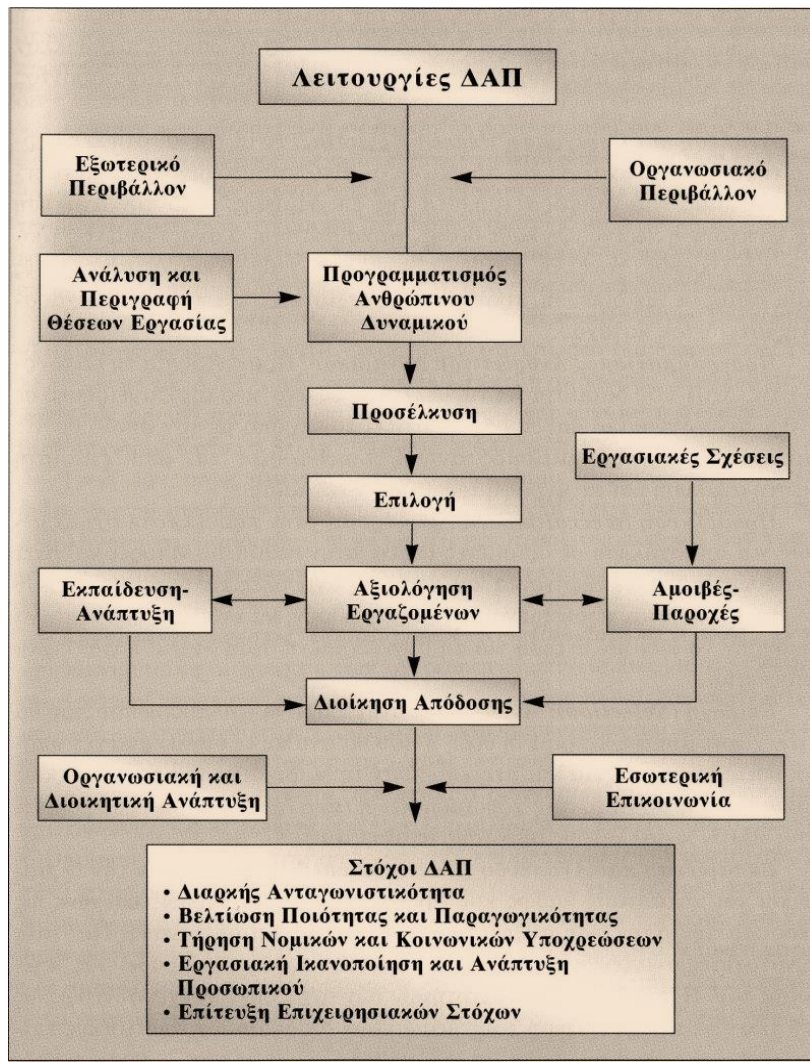 Λειτουργίες ΔΑΠ
Εξωτερικό
Περιβάλλον
Οργανωσιακό
Περιβάλλον
Ανάλυση και
Περιγραφή
Θέσεων Εργασίας
Προγραμματισμός
Ανθρώπινου
Δυναμικού
Προσέλκυση
Εργασιακές Σχέσεις
Επιλογή
Εκπαίδευση-
Ανάπτυξη
Αξιολόγηση
Εργαζομένων
Αμοιβές-
Παροχές
Διοίκηση Απόδοσης
Οργανωσιακή και
Διοικητική Ανάπτυξη
Εσωτερική
Επικοινωνία
Στόχοι ΔΑΠ
• Διαρκής Ανταγωνιστικότητα
• Βελτίωση Ποιότητας και Παραγωγικότητας
• Τήρηση Νομικών και Κοινωνικών Υποχρεώσεων
• Εργασιακή Ικανοποίηση και Ανάπτυξη
Προσωπικού
• Επίτευξη Επιχειρησιακών Στόχων